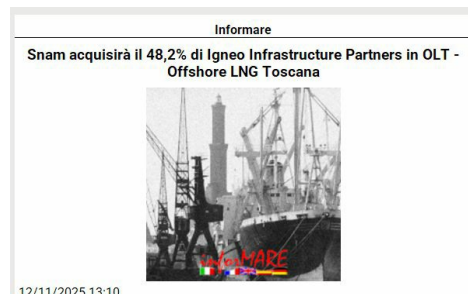 Informare
Snam acquisirà il 48,2% di Igneo Infrastructure Partners in OLT -
Offshore LNG Toscana
inforMARE
12/11/2025 13:10